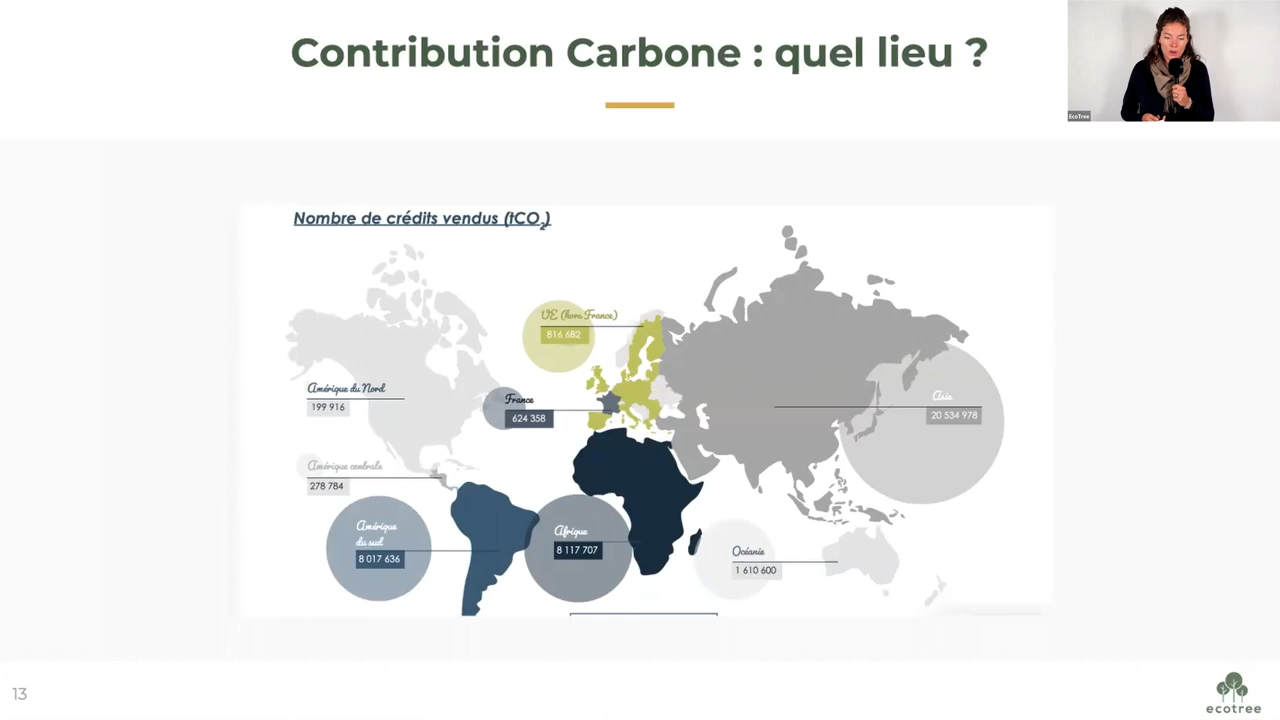 Contribution Carbone : quel lieu ?
EcoTree
Nombre de crédits vendus (tCO2)
UE (hors France)
816 682
Amérique du Nord
199 916
France
624 358
Asie
20 534 978
Amérique centrale
278 784
Amérique
du sud
8 017 636
Afrique
8 117 707
Océanie
1 610 600
13
ecotree